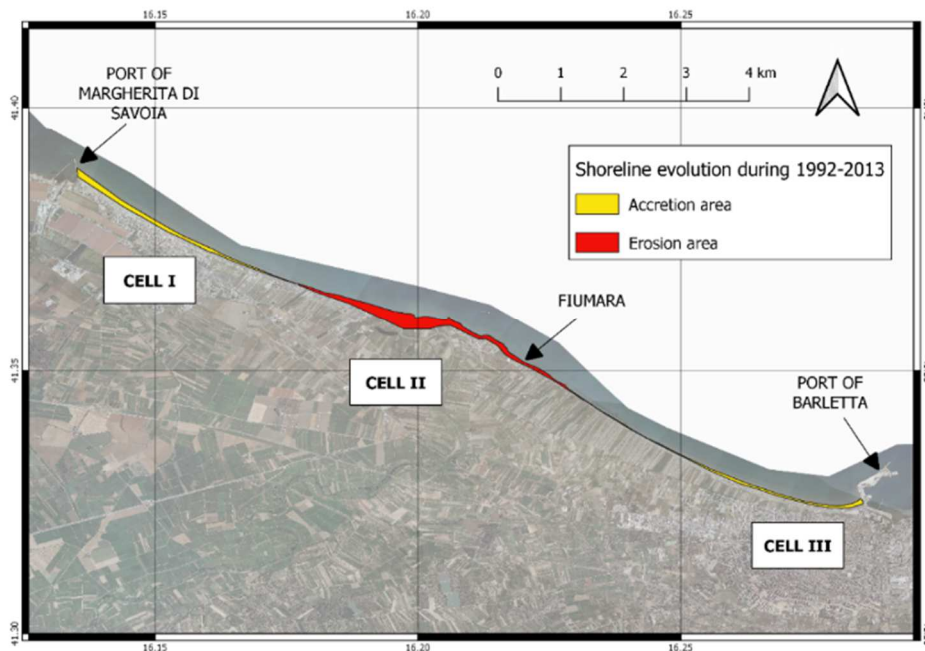 16.15
16.20
16.25
PORT OF
MARGHERITA DI
SAVOIA
0 1 2 3 4 km
41.40
Shoreline evolution during 1992-2013
Accretion area
Erosion area
CELL I
FIUMARA
41.35
CELL II
PORT OF
BARLETTA
CELL III
41.30
16.15
16.20
16.25